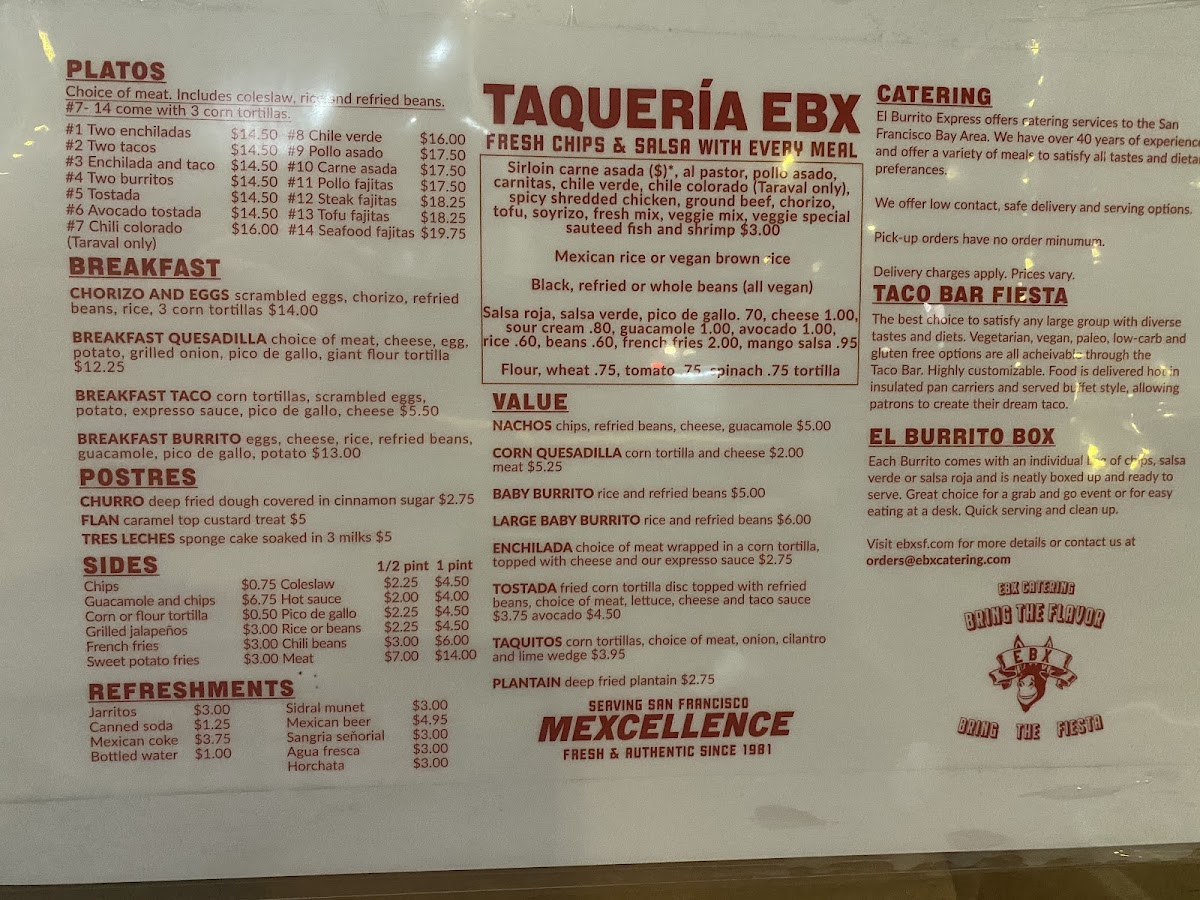 PLATOS
Choice of meat. Includes coleslaw, rice and refried beans.
#7- 14 come with 3 corn tortillas.
#1 Two enchiladas $14.50 #8 Chile verde $16.00
#2 Two tacos $14.50 #9 Pollo asado $17.50
#3 Enchilada and taco $14.50 #10 Carne asada $17.50
#4 Two burritos $14.50 #11 Pollo fajitas $17.50
#5 Tostada $14.50 #12 Steak fajitas $18.25
#6 Avocado tostada $14.50 #13 Tofu fajitas $18.25
#7 Chili colorado $16.00 #14 Seafood fajitas $19.75
(Taraval only)
BREAKFAST
CHORIZO AND EGGS scrambled eggs, chorizo, refried
beans, rice, 3 corn tortillas $14.00
BREAKFAST QUESADILLA choice of meat, cheese, egg,
potato, grilled onion, pico de gallo, giant flour tortilla
$12.25
BREAKFAST TACO corn tortillas, scrambled eggs,
potato, expresso sauce, pico de gallo, cheese $5.50
BREAKFAST BURRITO eggs, cheese, rice, refried beans,
guacamole, pico de gallo, potato $13.00
POSTRES
CHURRO deep fried dough covered in cinnamon sugar $2.75
FLAN caramel top custard treat $5
TRES LECHES sponge cake soaked in 3 milks $5
SIDES 1/2 pint 1 pint
Chips $0.75 Coleslaw $2.25 $4.50
Guacamole and chips $6.75 Hot sauce $2.00 $4.00
Corn or flour tortilla $0.50 Pico de gallo $2.25 $4.50
Grilled jalapeños $3.00 Rice or beans $2.25 $4.50
French fries $3.00 Chili beans $3.00 $6.00
Sweet potato fries $3.00 Meat $7.00 $14.00
REFRESHMENTS
Jarritos $3.00 Sidral munet $3.00
Canned soda $1.25 Mexican beer $4.95
Mexican coke $3.75 Sangria señorial $3.00
Bottled water $1.00 Agua fresca $3.00
Horchata $3.00
TAQUERÍA EBX
FRESH CHIPS & SALSA WITH EVERY MEAL
Sirloin carne asada ($)*, al pastor, pollo asado,
carnitas, chile verde, chile colorado (Taraval only),
spicy shredded chicken, ground beef, chorizo,
tofu, soyrizo, fresh mix, veggie mix, veggie special
sauteed fish and shrimp $3.00
Mexican rice or vegan brown rice
Black, refried or whole beans (all vegan)
Salsa roja, salsa verde, pico de gallo. 70, cheese 1.00,
sour cream .80, guacamole 1.00, avocado 1.00,
rice .60, beans .60, french fries 2.00, mango salsa .95
Flour, wheat .75, tomato .75, spinach .75 tortilla
VALUE
NACHOS chips, refried beans, cheese, guacamole $5.00
CORN QUESADILLA corn tortilla and cheese $2.00
meat $5.25
BABY BURRITO rice and refried beans $5.00
LARGE BABY BURRITO rice and refried beans $6.00
ENCHILADA choice of meat wrapped in a corn tortilla,
topped with cheese and our expresso sauce $2.75
TOSTADA fried corn tortilla disc topped with refried
beans, choice of meat, lettuce, cheese and taco sauce
$3.75 avocado $4.50
TAQUITOS corn tortillas, choice of meat, onion, cilantro
and lime wedge $3.95
PLANTAIN deep fried plantain $2.75
SERVING SAN FRANCISCO
MEXCELLENCE
FRESH & AUTHENTIC SINCE 1981
CATERING
El Burrito Express offers catering services to the San
Francisco Bay Area. We have over 40 years of experience
and offer a variety of meals to satisfy all tastes and
preferances.
We offer low contact, safe delivery and serving options.
Pick-up orders have no order minumum.
Delivery charges apply. Prices vary.
TACO BAR FIESTA
The best choice to satisfy any large group with diverse
tastes and diets. Vegetarian, vegan, paleo, low-carb and
gluten free options are all acheivable through the
Taco Bar. Highly customizable. Food is delivered hot in
insulated pan carriers and served buffet style, allowing
patrons to create their dream taco.
EL BURRITO BOX
Each Burrito comes with an individual of chips, salsa
verde or salsa roja and is neatly boxed up and ready to
serve. Great choice for a grab and go event or for easy
eating at a desk. Quick serving and clean up.
Visit ebxsf.com for more details or contact us at
orders@ebxcatering.com
EBX CATERING
BRING THE FLAVOR
EBX
BRING THE FIESTA